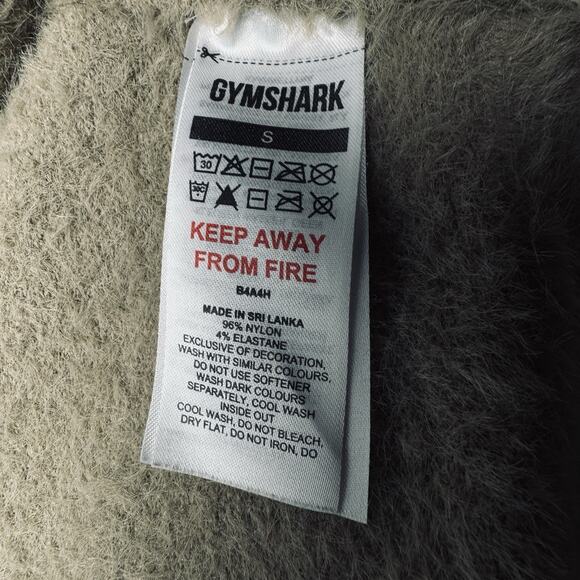 GYMSHARK
S
30
30C
KEEP AWAY
FROM FIRE
B4A4H
MADE IN SRI LANKA
96% NYLON
4% ELASTANE
EXCLUSIVE OF DECORATION,
WASH WITH SIMILAR COLOURS,
DO NOT USE SOFTENER
WASH DARK COLOURS
SEPARATELY, COOL WASH
INSIDE OUT
COOL WASH, DO NOT BLEACH,
DRY FLAT, DO NOT IRON, DO